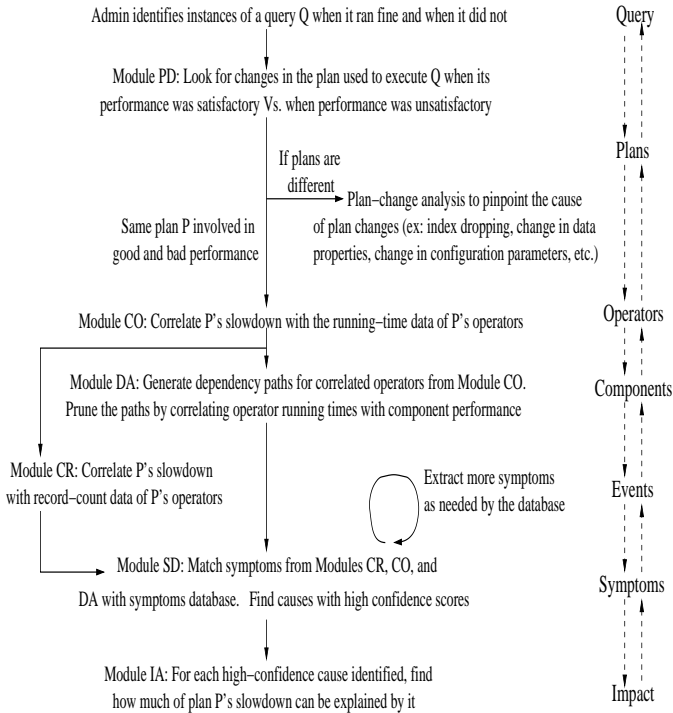 Admin identifies instances of a query Q when it ran fine and when it did not
Query
Module PD: Look for changes in the plan used to execute Q when its
performance was satisfactory Vs. when performance was unsatisfactory
Plans
If plans are
different
Plan−change analysis to pinpoint the cause
of plan changes (ex: index dropping, change in data
properties, change in configuration parameters, etc.)
Same plan P involved in
good and bad performance
Operators
Module CO: Correlate P's slowdown with the running−time data of P's operators
Module DA: Generate dependency paths for correlated operators from Module CO.
Prune the paths by correlating operator running times with component performance
Components
Module CR: Correlate P's slowdown
with record−count data of P's operators
Extract more symptoms
as needed by the database
Events
Module SD: Match symptoms from Modules CR, CO, and
DA with symptoms database. Find causes with high confidence scores
Symptoms
Module IA: For each high−confidence cause identified, find
how much of plan P's slowdown can be explained by it
Impact